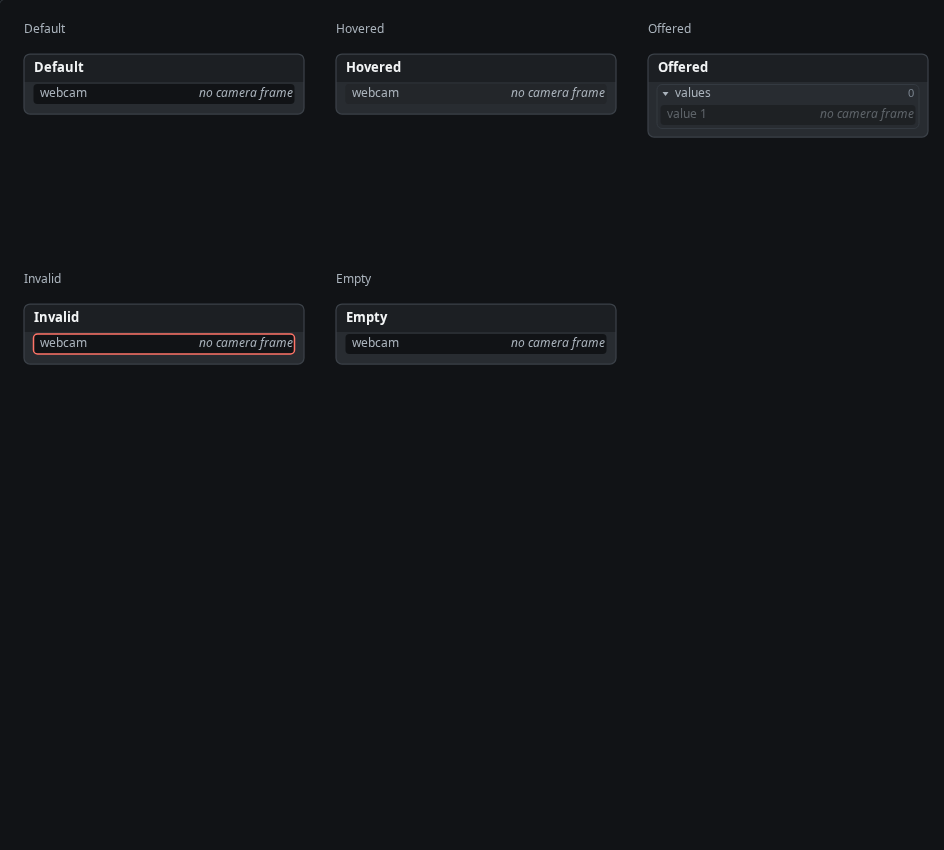 Default
Hovered
Offered
Default
Hovered
Offered
webcam no camera frame
webcam no camera frame
values 0
value 1 no camera frame
Invalid
Empty
Invalid
Empty
webcam no camera frame
webcam no camera frame